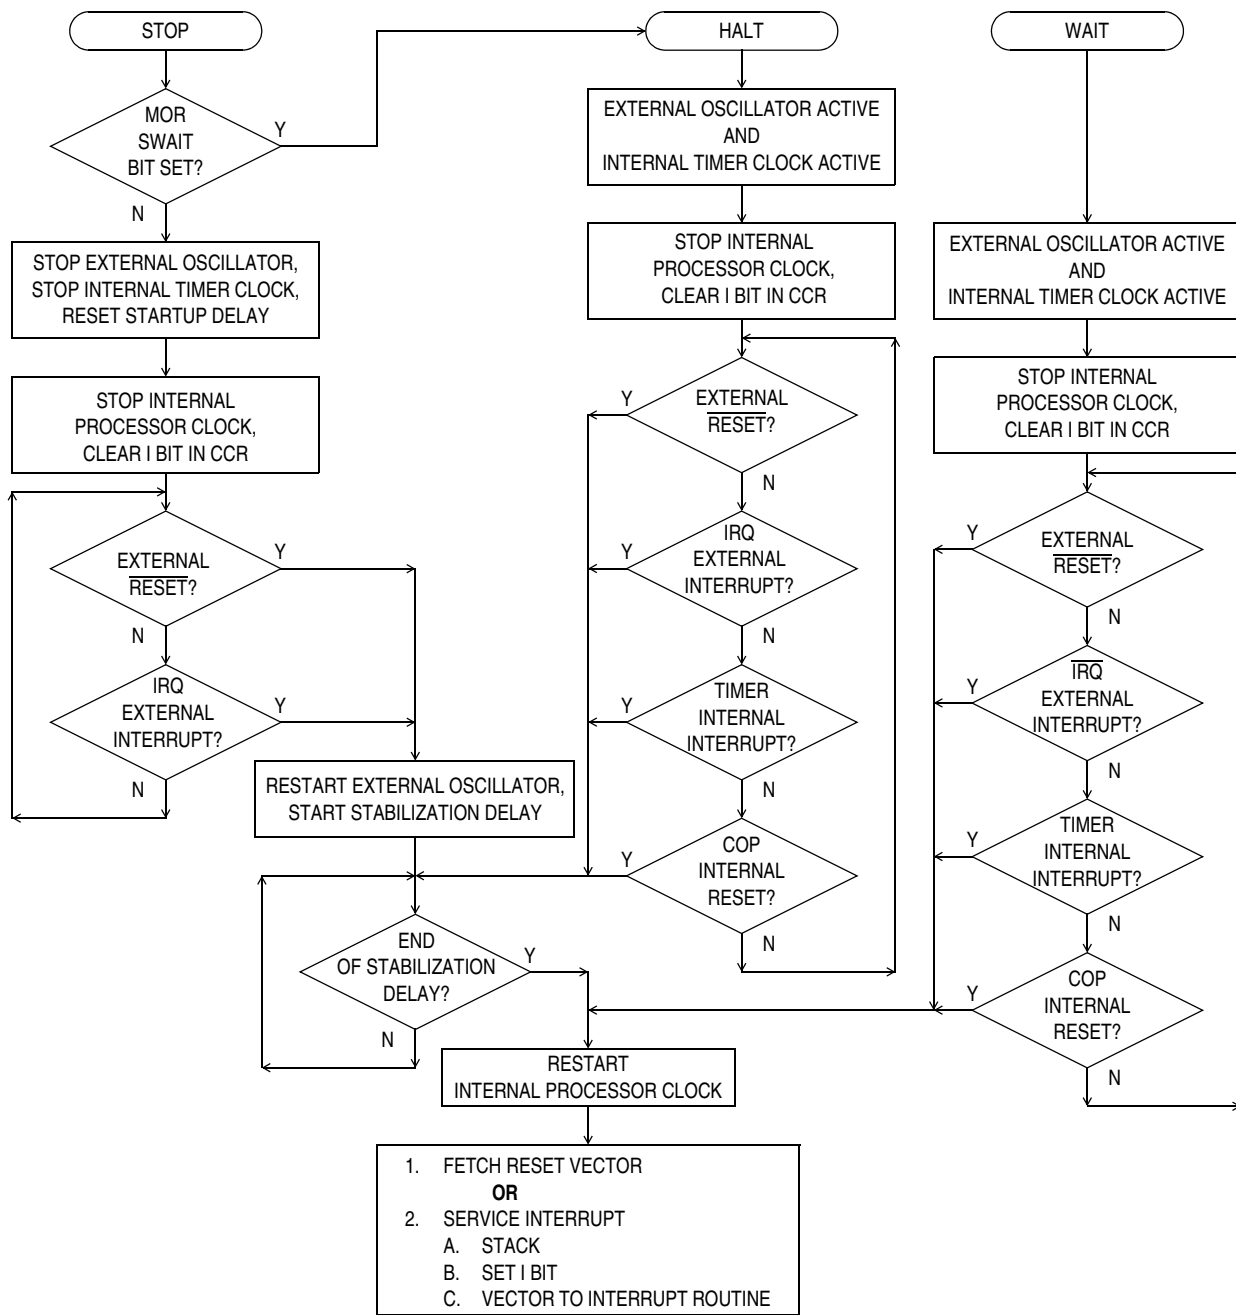 STOP
MOR
SWAIT
BIT SET?
Y
N
STOP EXTERNAL OSCILLATOR,
STOP INTERNAL TIMER CLOCK,
RESET STARTUP DELAY
STOP INTERNAL
PROCESSOR CLOCK,
CLEAR I BIT IN CCR
EXTERNAL
RESET?
Y
N
IRQ
EXTERNAL
INTERRUPT?
Y
N
RESTART EXTERNAL OSCILLATOR,
START STABILIZATION DELAY
END
OF STABILIZATION
DELAY?
Y
N
HALT
EXTERNAL OSCILLATOR ACTIVE
AND
INTERNAL TIMER CLOCK ACTIVE
STOP INTERNAL
PROCESSOR CLOCK,
CLEAR I BIT IN CCR
EXTERNAL
RESET?
Y
N
IRQ
EXTERNAL
INTERRUPT?
Y
N
TIMER
INTERNAL
INTERRUPT?
Y
N
COP
INTERNAL
RESET?
Y
N
WAIT
EXTERNAL OSCILLATOR ACTIVE
AND
INTERNAL TIMER CLOCK ACTIVE
STOP INTERNAL
PROCESSOR CLOCK,
CLEAR I BIT IN CCR
EXTERNAL
RESET?
Y
N
IRQ
EXTERNAL
INTERRUPT?
Y
N
TIMER
INTERNAL
INTERRUPT?
Y
N
COP
INTERNAL
RESET?
Y
N
RESTART
INTERNAL PROCESSOR CLOCK
1. FETCH RESET VECTOR
OR
2. SERVICE INTERRUPT
A. STACK
B. SET I BIT
C. VECTOR TO INTERRUPT ROUTINE